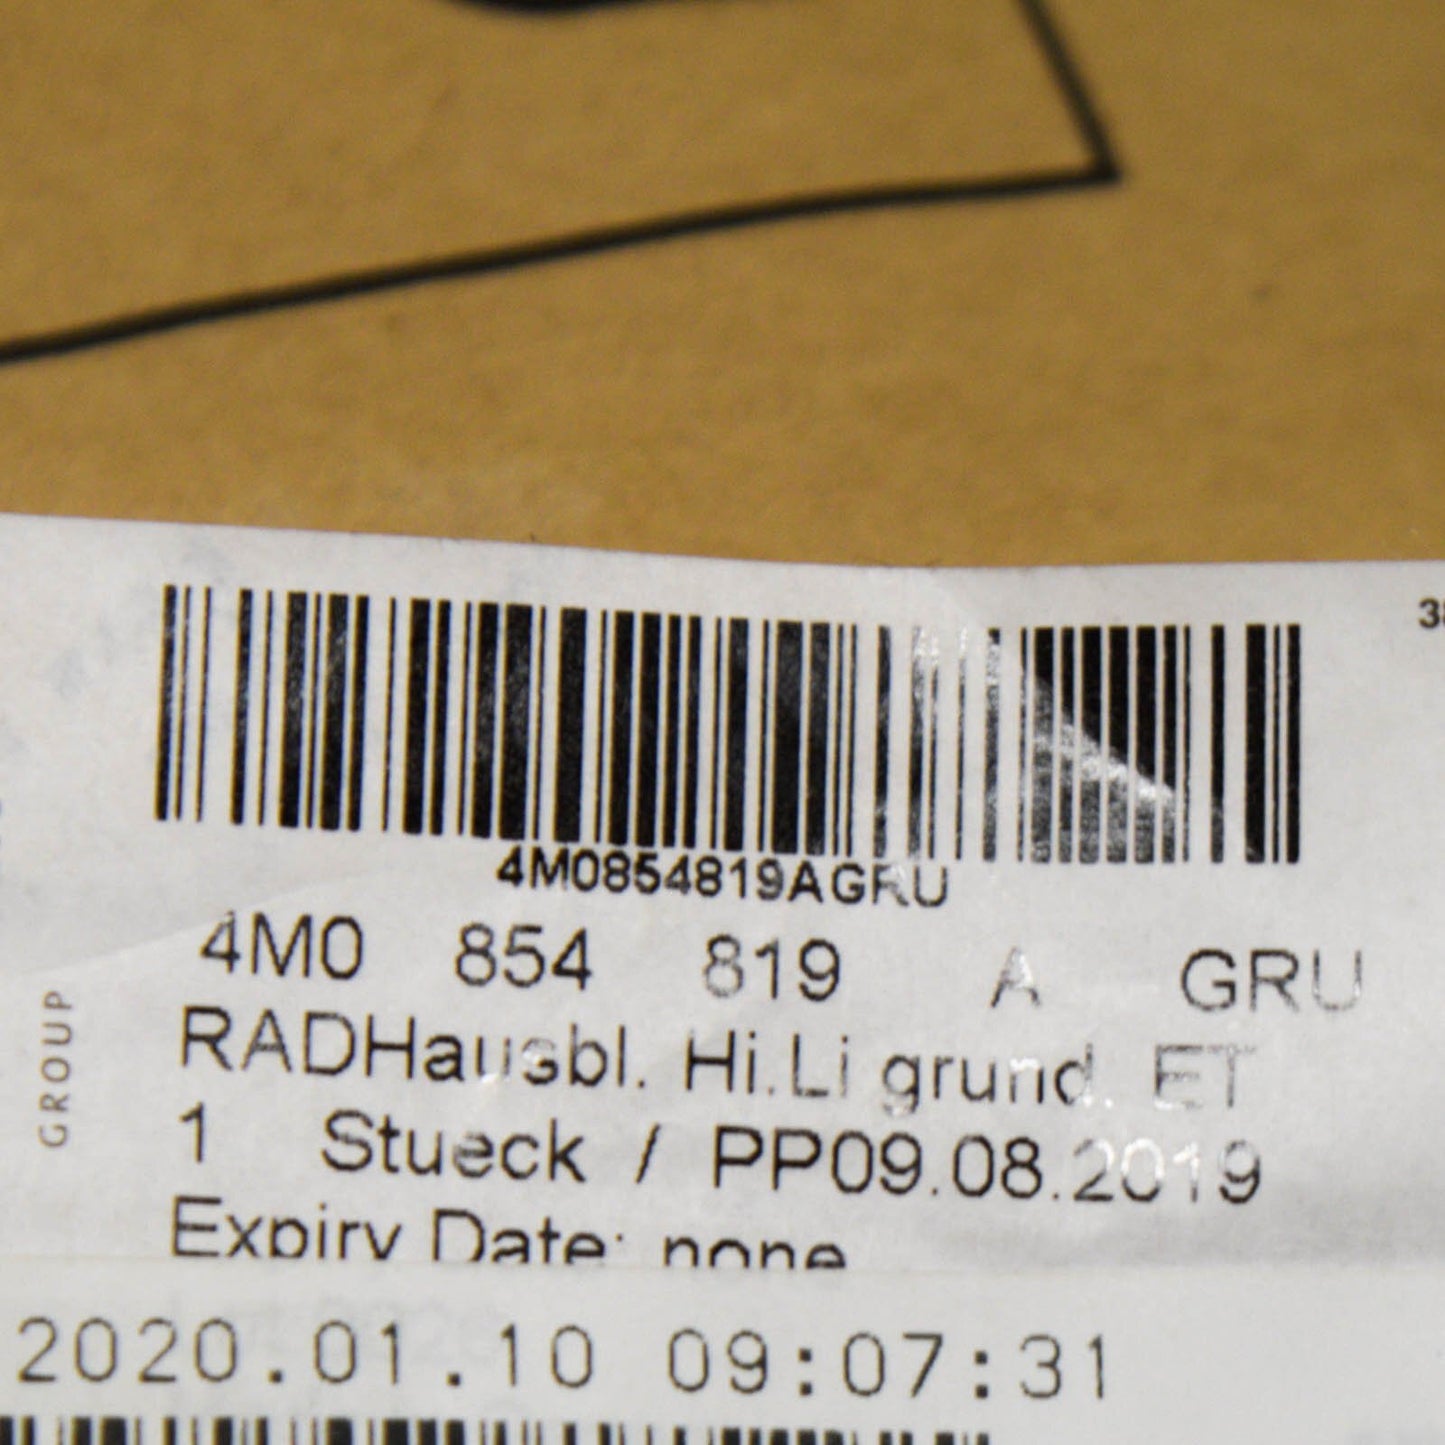 4M0854819AGRU
4M0 854 819 A GRU
RADHausbl. Hi.Li grund. ET
1 Stueck / PP09.08.2019
Expiry Date: none
GROUP
2020.01.10 09:07:31